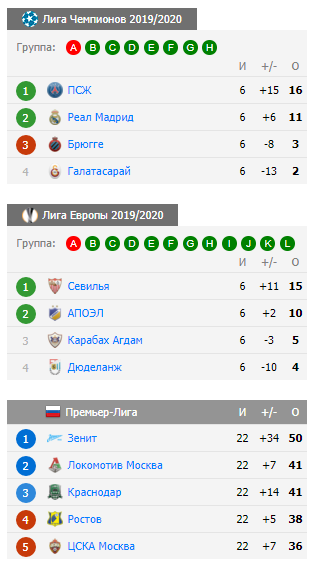 Лига Чемпионов 2019/2020
Группа: A B C D E F G H
И +/- О
1 ПСЖ 6 +15 16
2 Реал Мадрид 6 +6 11
3 Брюгге 6 -8 3
4 Галатасарай 6 -13 2
Лига Европы 2019/2020
Группа: A B C D E F G H I J K L
И +/- О
1 Севилья 6 +11 15
2 АПОЭЛ 6 +2 10
3 Карабах Агдам 6 -3 5
4 Дюделанж 6 -10 4
Премьер-Лига И +/- О
1 Зенит 22 +34 50
2 Локомотив Москва 22 +7 41
3 Краснодар 22 +14 41
4 Ростов 22 +5 38
5 ЦСКА Москва 22 +7 36